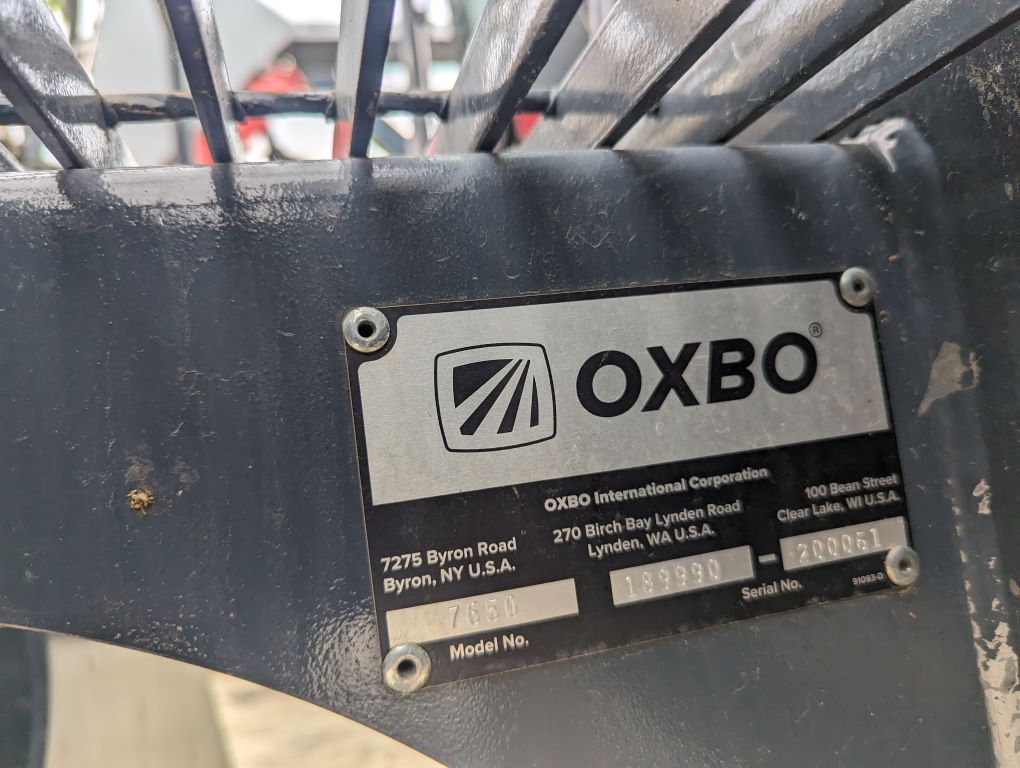 OXBO®
OXBO International Corporation
7275 Byron Road
Byron, NY U.S.A.
270 Birch Bay Lynden Road
Lynden, WA U.S.A.
100 Bean Street
Clear Lake, WI U.S.A.
7650
Model No.
189990 - 200061
Serial No.
91093-D